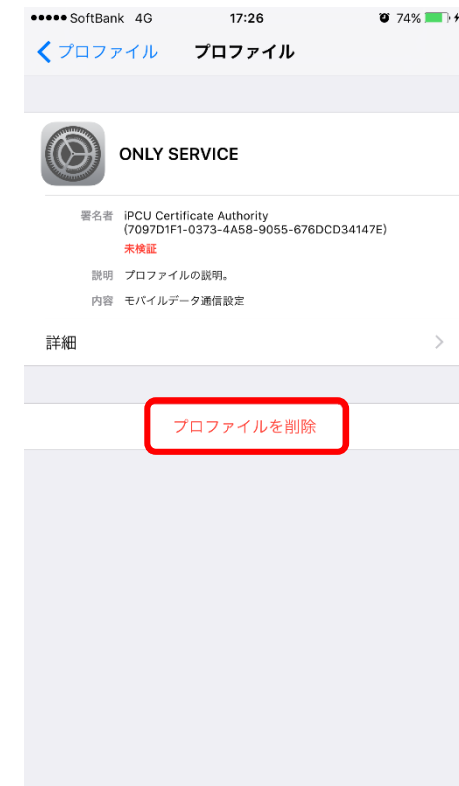 SoftBank 4G 17:26 74%
プロファイル プロファイル
ONLY SERVICE
署名者 iPCU Certificate Authority
(7097D1F1-0373-4A58-9055-676DCD34147E)
未検証
説明 プロファイルの説明。
内容 モバイルデータ通信設定
詳細
プロファイルを削除